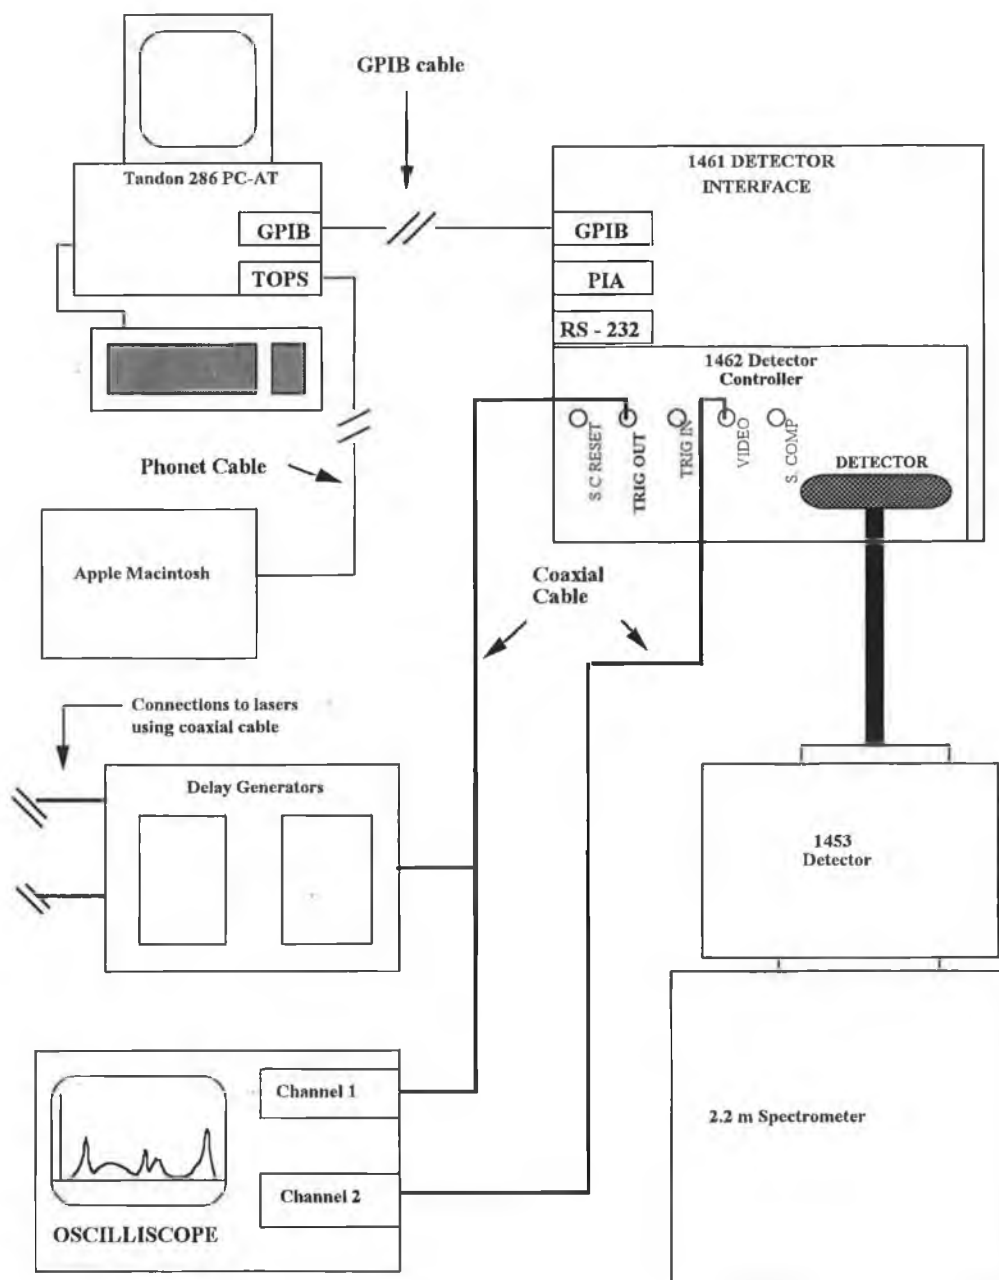 GPIB cable
Tandon 286 PC-AT
GPIB
TOPS
1461 DETECTOR
INTERFACE
GPIB
PIA
RS - 232
1462 Detector
Controller
S.C RESET
TRIG OUT
TRIG IN
VIDEO
S. COMP
DETECTOR
Phonet Cable
Apple Macintosh
Coaxial
Cable
Connections to lasers
using coaxial cable
Delay Generators
1453
Detector
Channel 1
2.2 m Spectrometer
Channel 2
OSCILLISCOPE